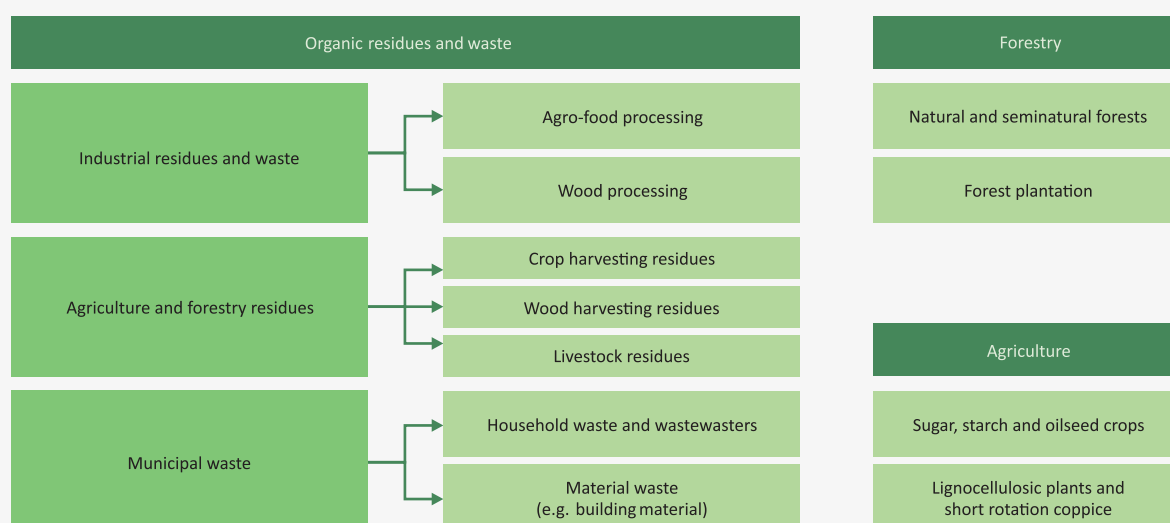 Organic residues and waste
Industrial residues and waste
Agro-food processing
Wood processing
Agriculture and forestry residues
Crop harvesting residues
Wood harvesting residues
Livestock residues
Municipal waste
Household waste and wastewasters
Material waste
(e.g. building material)
Forestry
Natural and seminatural forests
Forest plantation
Agriculture
Sugar, starch and oilseed crops
Lignocellulosic plants and
short rotation coppice